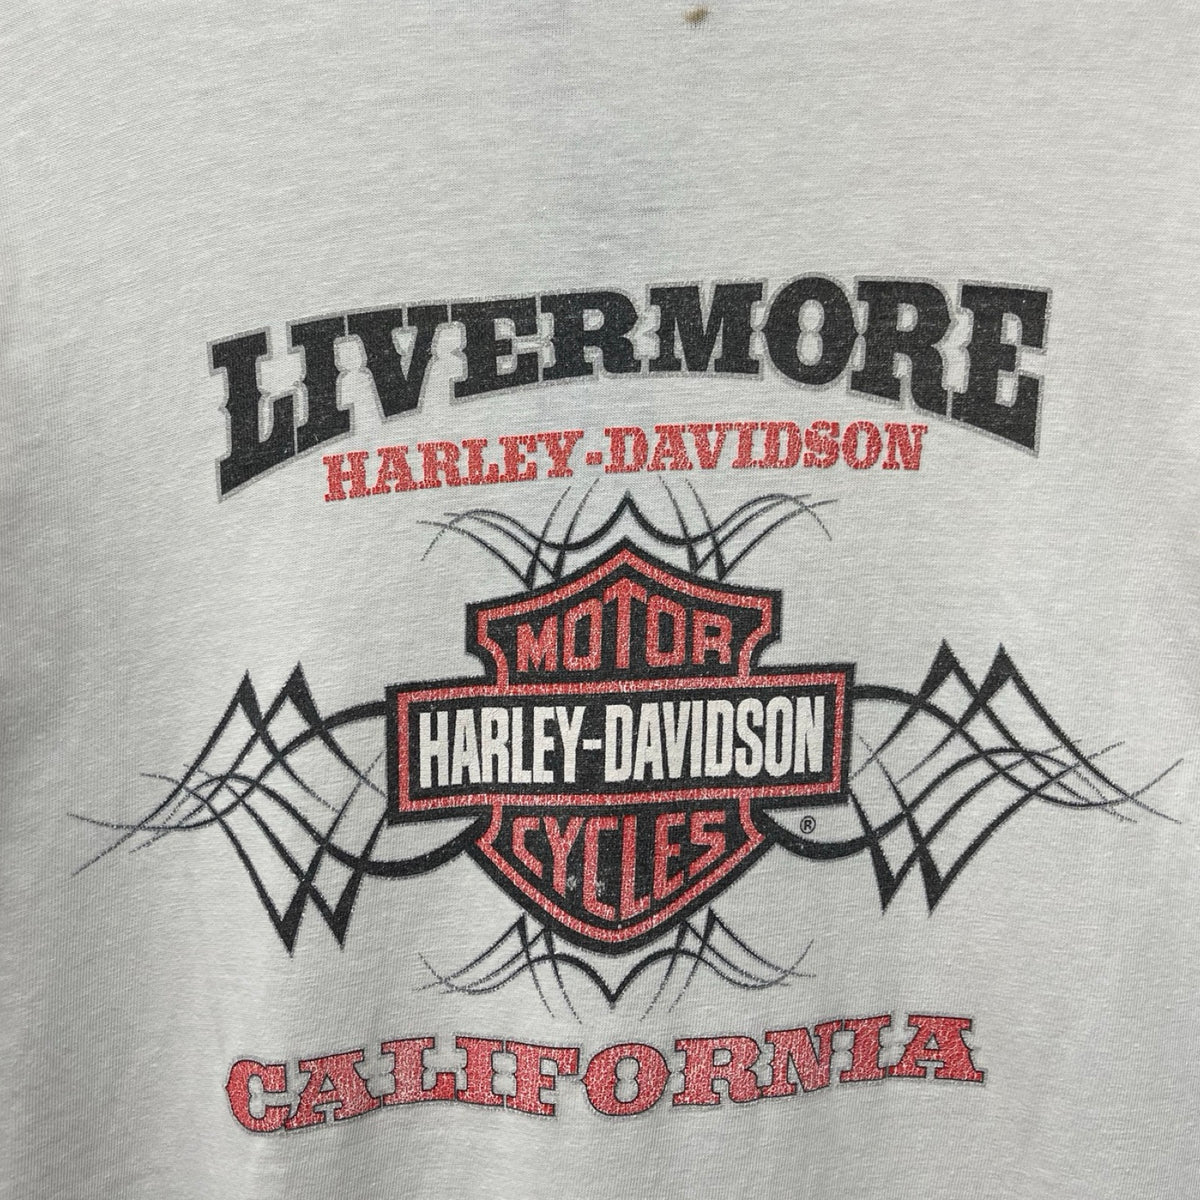 LIVERMORE
HARLEY-DAVIDSON
MOTOR
HARLEY-DAVIDSON
CYCLES
®
CALIFORNIA